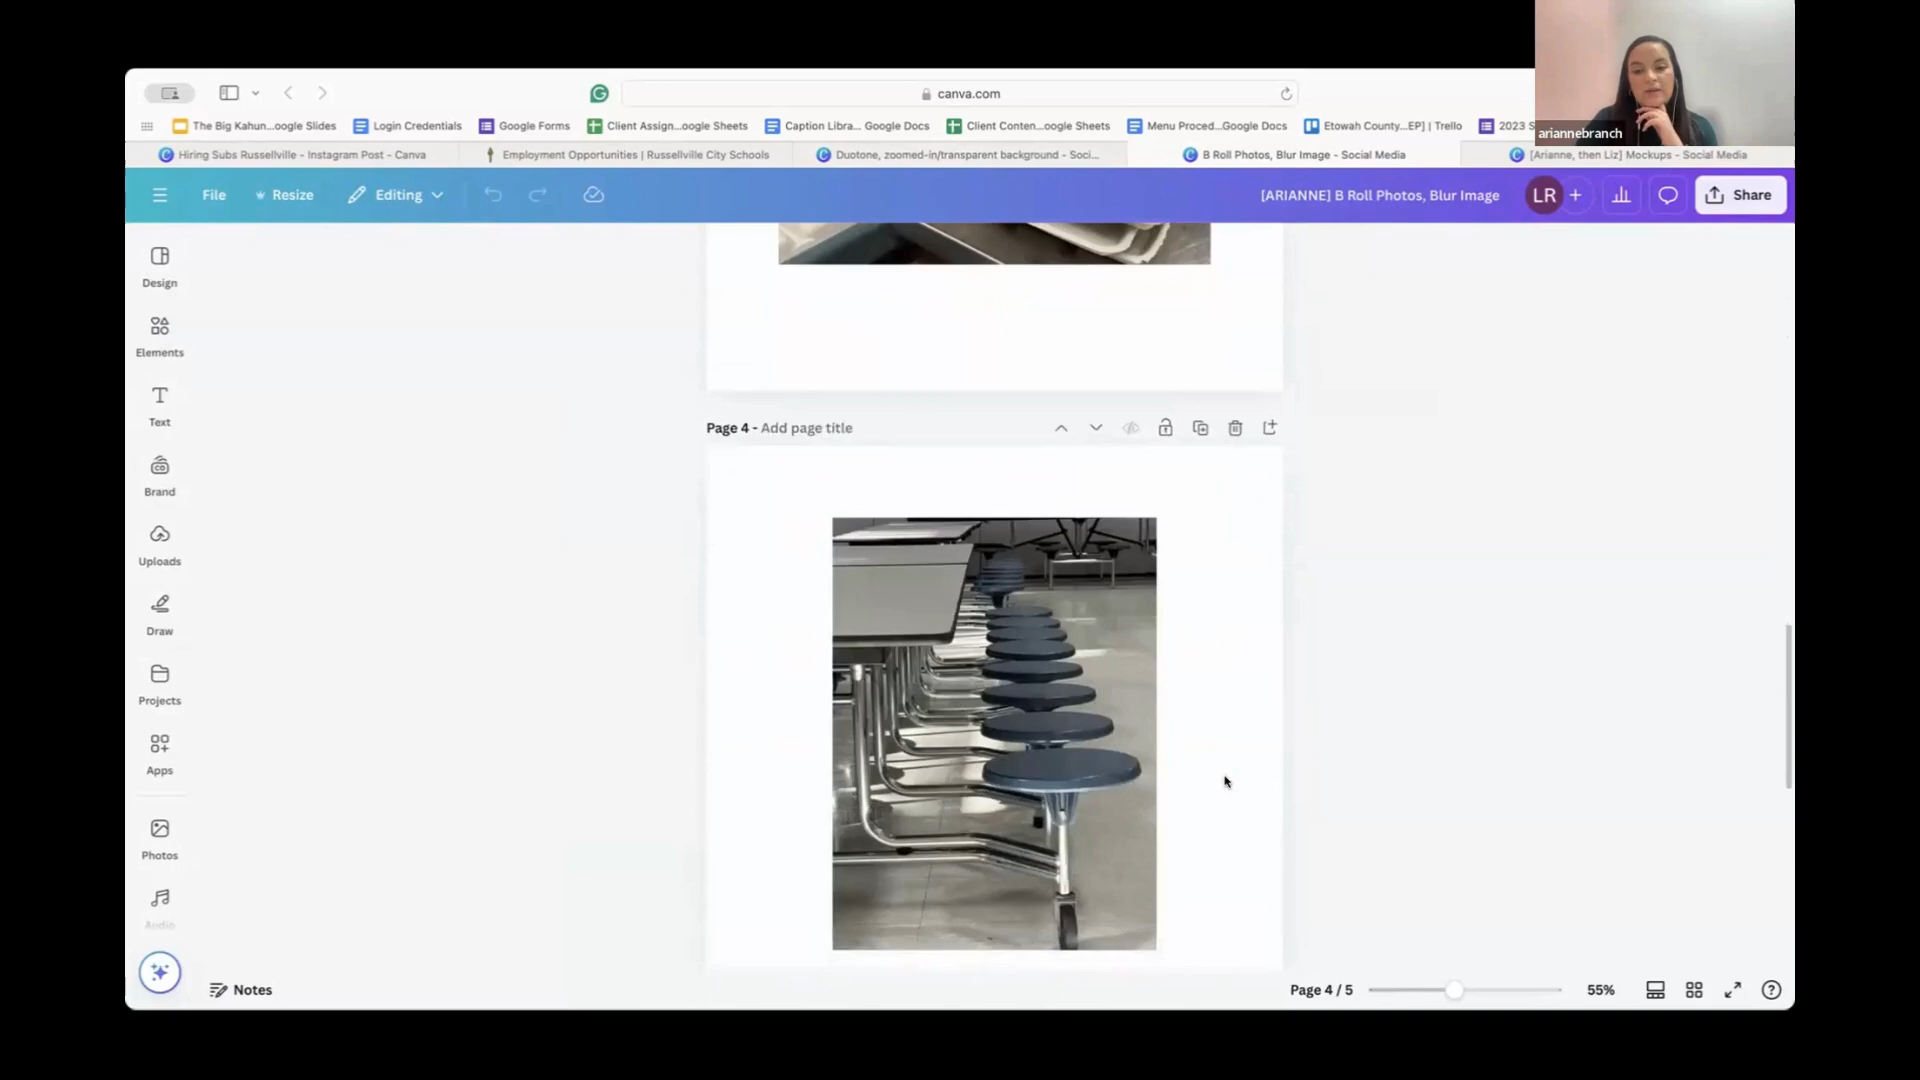 canva.com
The Big Kahun...oogle Slides
Login Credentials
Google Forms
Client Assign...oogle Sheets
Caption Libra... Google Docs
Client Conten...oogle Sheets
Menu Proced...Google Docs
Etowah County...EP] | Trello
2023 S
ariannebranch
Hiring Subs Russellville - Instagram Post - Canva
Employment Opportunities | Russellville City Schools
Duotone, zoomed-in/transparent background - Soci...
B Roll Photos, Blur Image - Social Media
[Arianne, then Liz] Mockups - Social Media
File
Resize
Editing
[ARIANNE] B Roll Photos, Blur Image
LR
Share
Design
Elements
Text
Brand
Uploads
Draw
Projects
Apps
Photos
Audio
Page 4 - Add page title
Notes
Page 4 / 5
55%